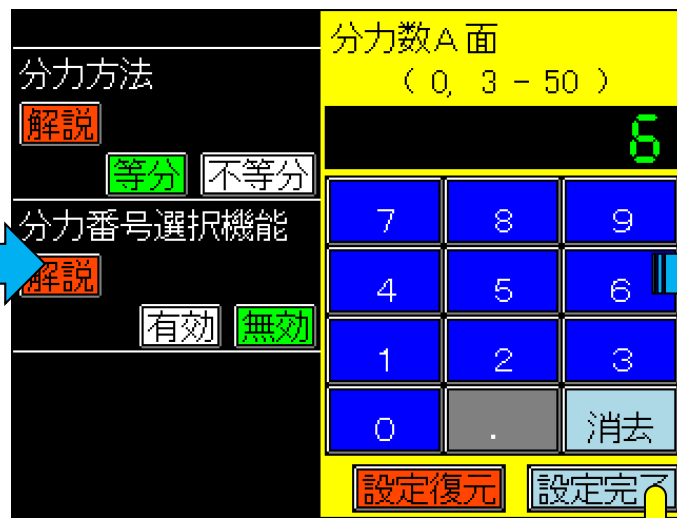 分力方法
解説
等分 不等分
分力番号選択機能
解説
有効 無効
分力数A面
( 0, 3 - 50 )
6
7 8 9
4 5 6
1 2 3
0 . 消去
設定復元 設定完了